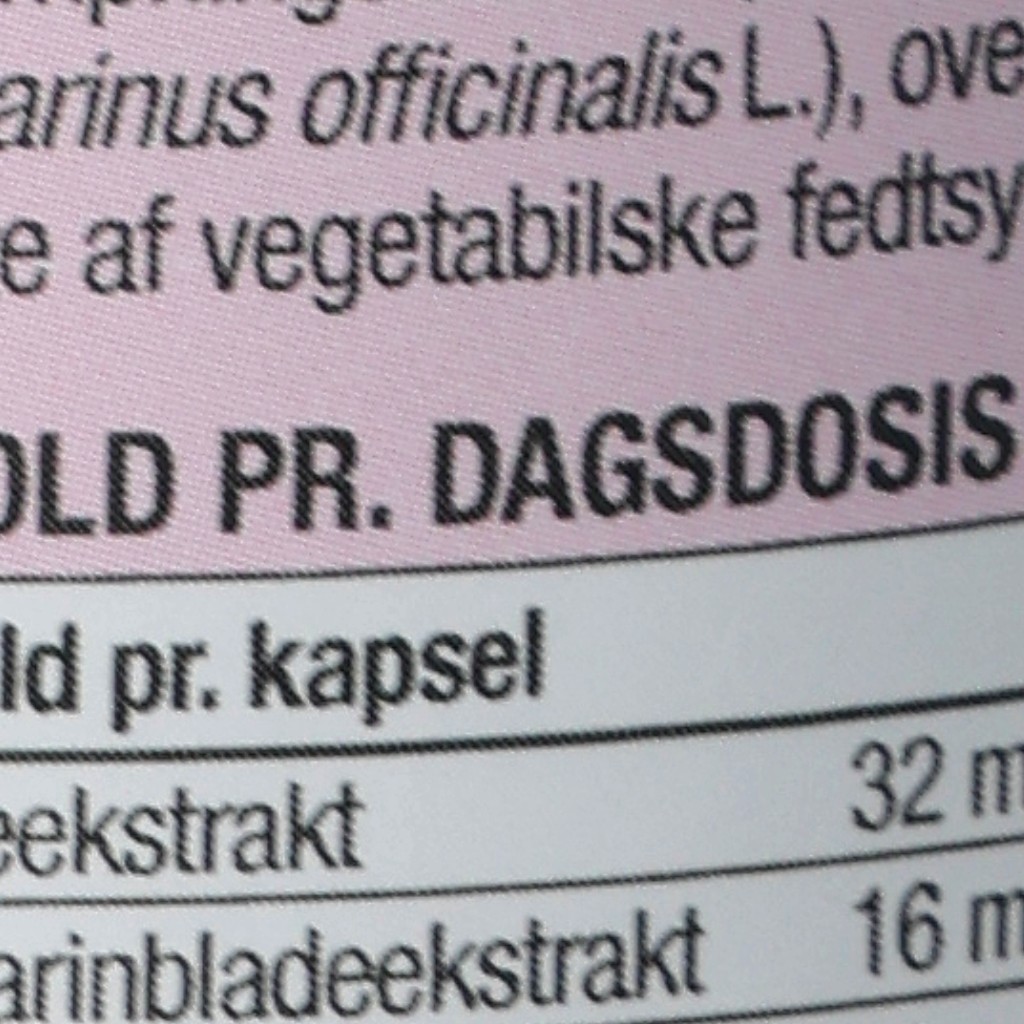 arinus officinalis L.), ove
e af vegetabilske fedtsy
OLD PR. DAGSDOSIS
ld pr. kapsel
eekstrakt 32 m
arinbladeekstrakt 16 m